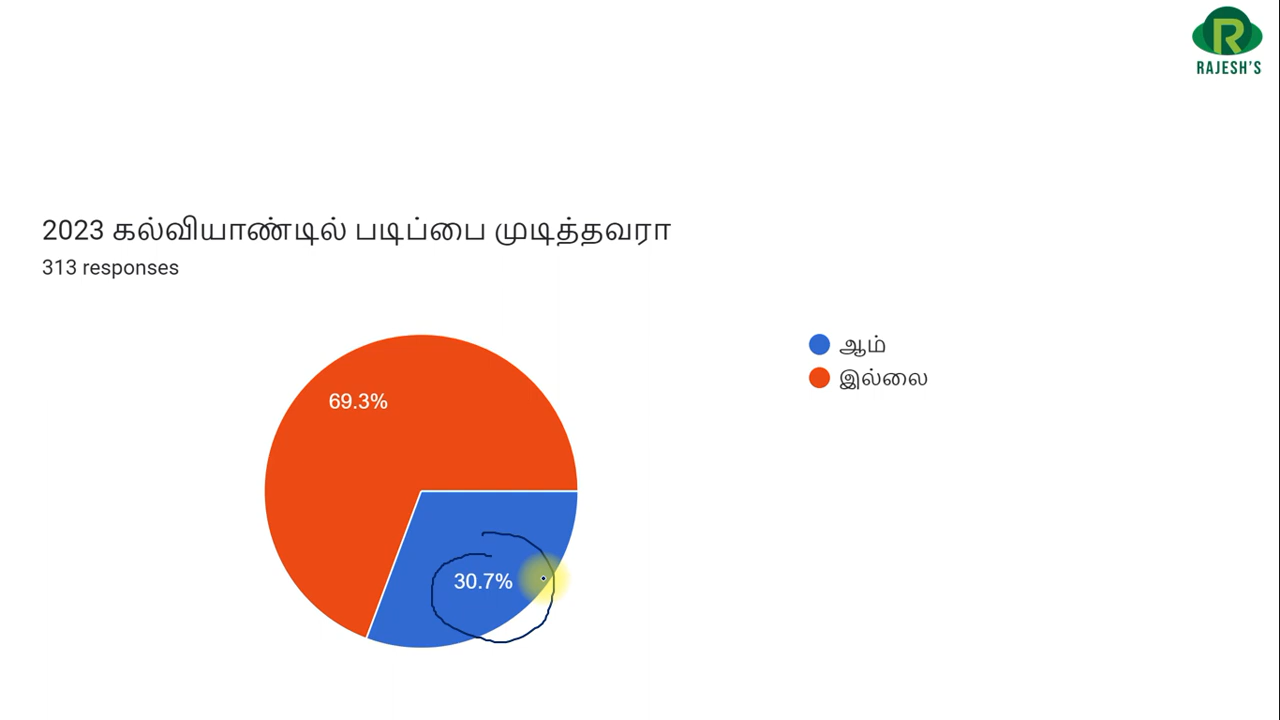 RAJESH'S
2023 கல்வியாண்டில் படிப்பை முடித்தவரா
313 responses
ஆம்
இல்லை
69.3%
30.7%